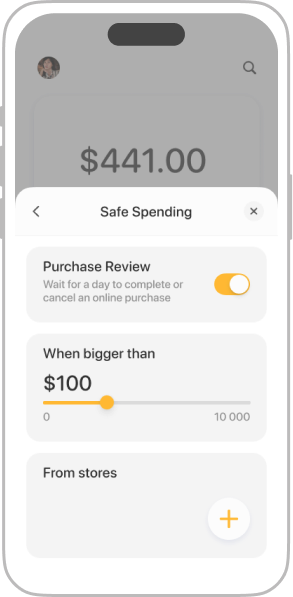 $441.00
Safe Spending
Purchase Review
Wait for a day to complete or
cancel an online purchase
When bigger than
$100
0
10 000
From stores